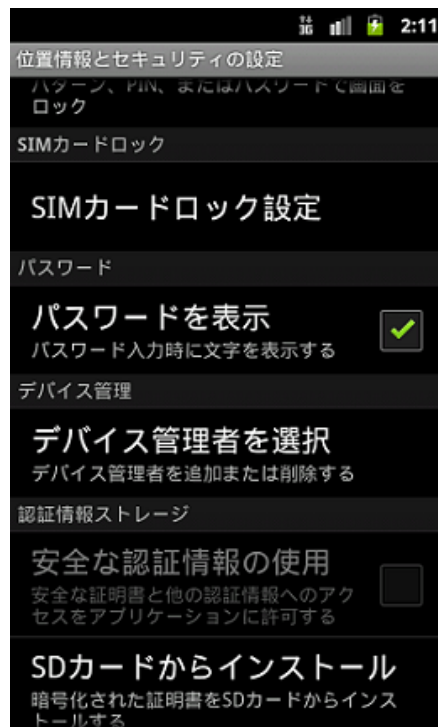 3G 2:11
位置情報とセキュリティの設定
パターン、PIN、またはパスワードで画面を
ロック
SIMカードロック
SIMカードロック設定
パスワード
パスワードを表示
パスワード入力時に文字を表示する
デバイス管理
デバイス管理者を選択
デバイス管理者を追加または削除する
認証情報ストレージ
安全な認証情報の使用
安全な証明書と他の認証情報へのアク
セスをアプリケーションに許可する
SDカードからインストール
暗号化された証明書をSDカードからインス
トールする